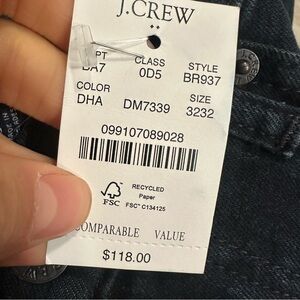 J.CREW
CLASS STYLE
0D5 BR937
COLOR SIZE
DHA DM7339 3232
099107089028
RECYCLED
Paper
FSC
FSC® C134125
COMPARABLE VALUE
$118.00